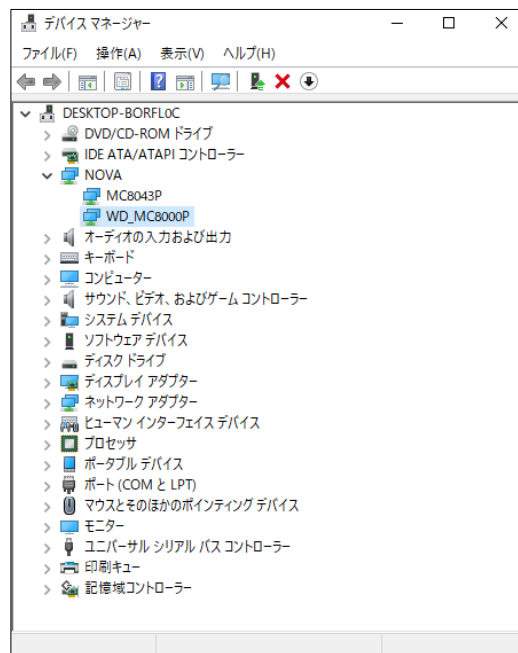 デバイス マネージャー
ファイル(F) 操作(A) 表示(V) ヘルプ(H)
DESKTOP-BORFL0C
DVD/CD-ROM ドライブ
IDE ATA/ATAPI コントローラー
NOVA
MC8043P
WD_MC8000P
オーディオの入力および出力
キーボード
コンピューター
サウンド、ビデオ、およびゲーム コントローラー
システム デバイス
ソフトウェア デバイス
ディスク ドライブ
ディスプレイ アダプター
ネットワーク アダプター
ヒューマン インターフェイス デバイス
プロセッサ
ポータブル デバイス
ポート (COM と LPT)
マウスとそのほかのポインティング デバイス
モニター
ユニバーサル シリアル バス コントローラー
印刷キュー
記憶域コントローラー